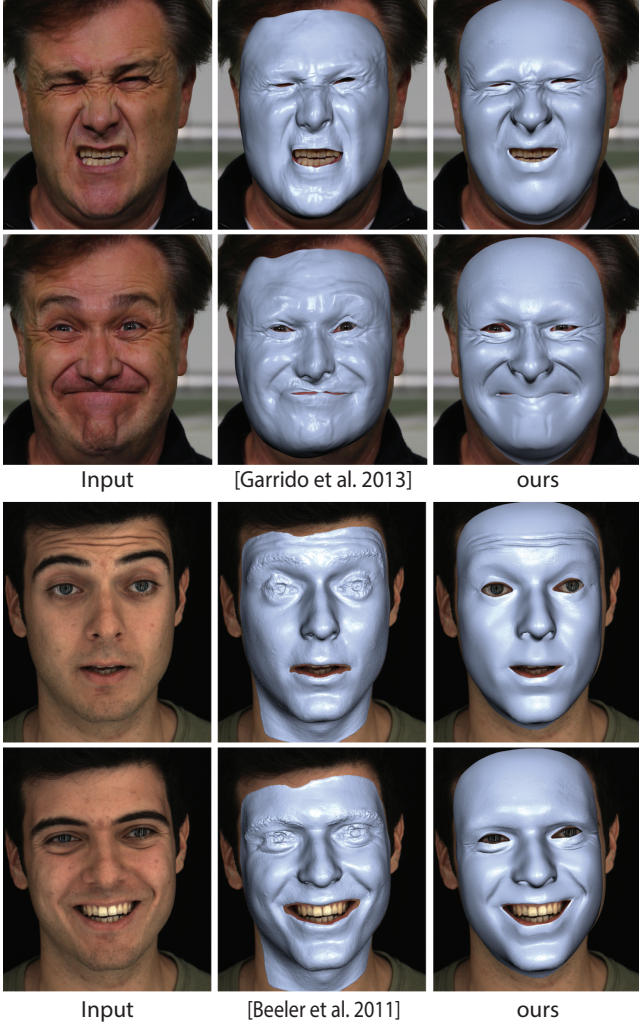 Input [Garrido et al. 2013] ours
Input [Beeler et al. 2011] ours